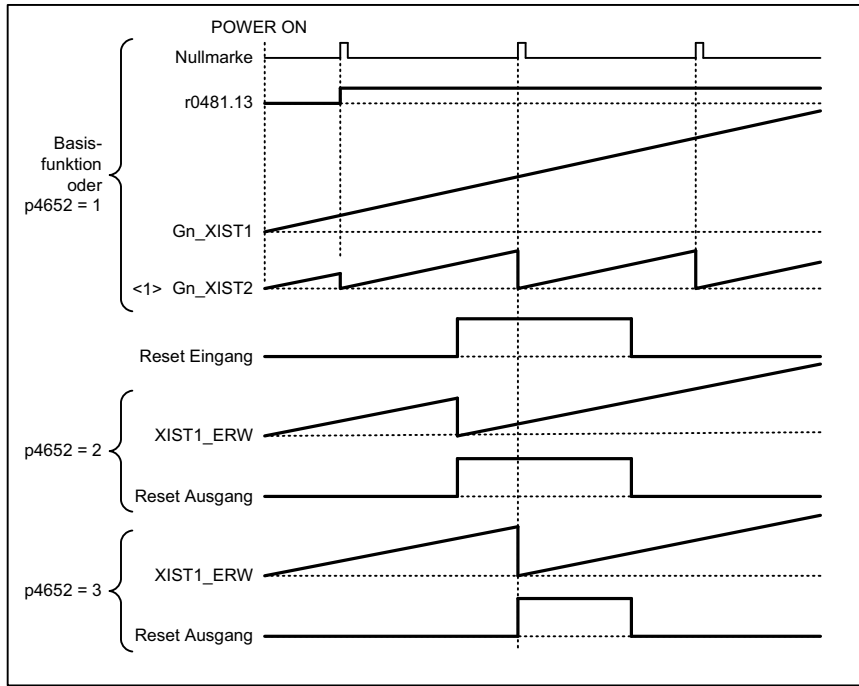 POWER ON
Nullmarke
r0481.13
Basis-
funktion
oder
p4652 = 1
Gn_XIST1
<1> Gn_XIST2
Reset Eingang
p4652 = 2
XIST1_ERW
Reset Ausgang
p4652 = 3
XIST1_ERW
Reset Ausgang